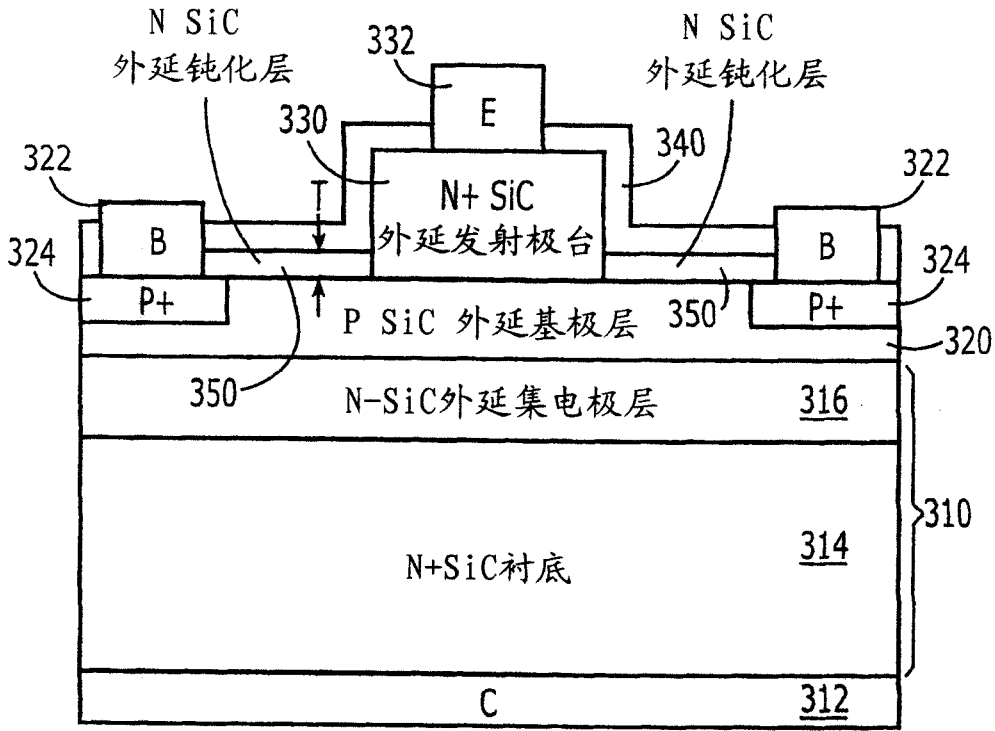 N SiC
外延钝化层
332
N SiC
外延钝化层
330
E
340
322
T
N+ SiC
外延发射极台
322
B
B
324
324
P+
350
P SiC 外延基极层
350
P+
320
N-SiC外延集电极层
316
310
N+SiC衬底
314
C
312